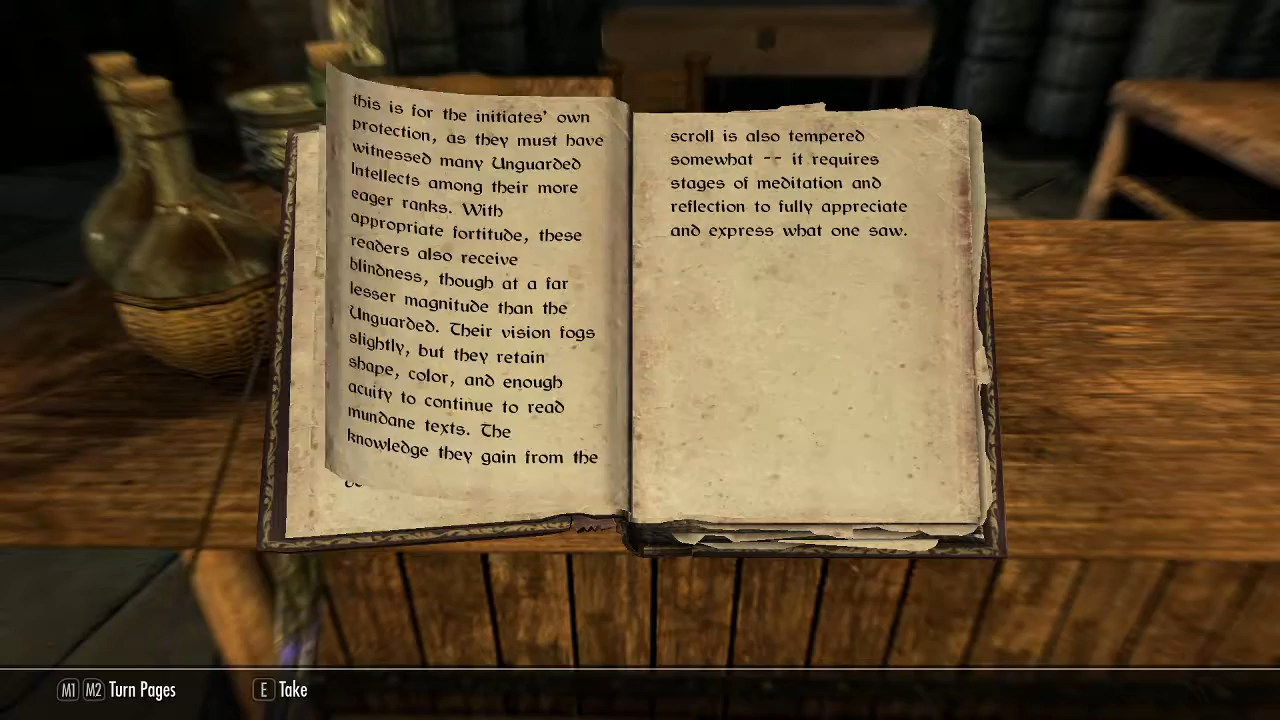 this is for the initiates' own
protection, as they must have
witnessed many Unguarded
Intellects among their more
eager ranks. With
appropriate fortitude, these
readers also receive
blindness, though at a far
lesser magnitude than the
Unguarded. Their vision fogs
slightly, but they retain
shape, color, and enough
acuity to continue to read
mundane texts. The
knowledge they gain from the
scroll is also tempered
somewhat -- it requires
stages of meditation and
reflection to fully appreciate
and express what one saw.
M1 M2 Turn Pages
E Take